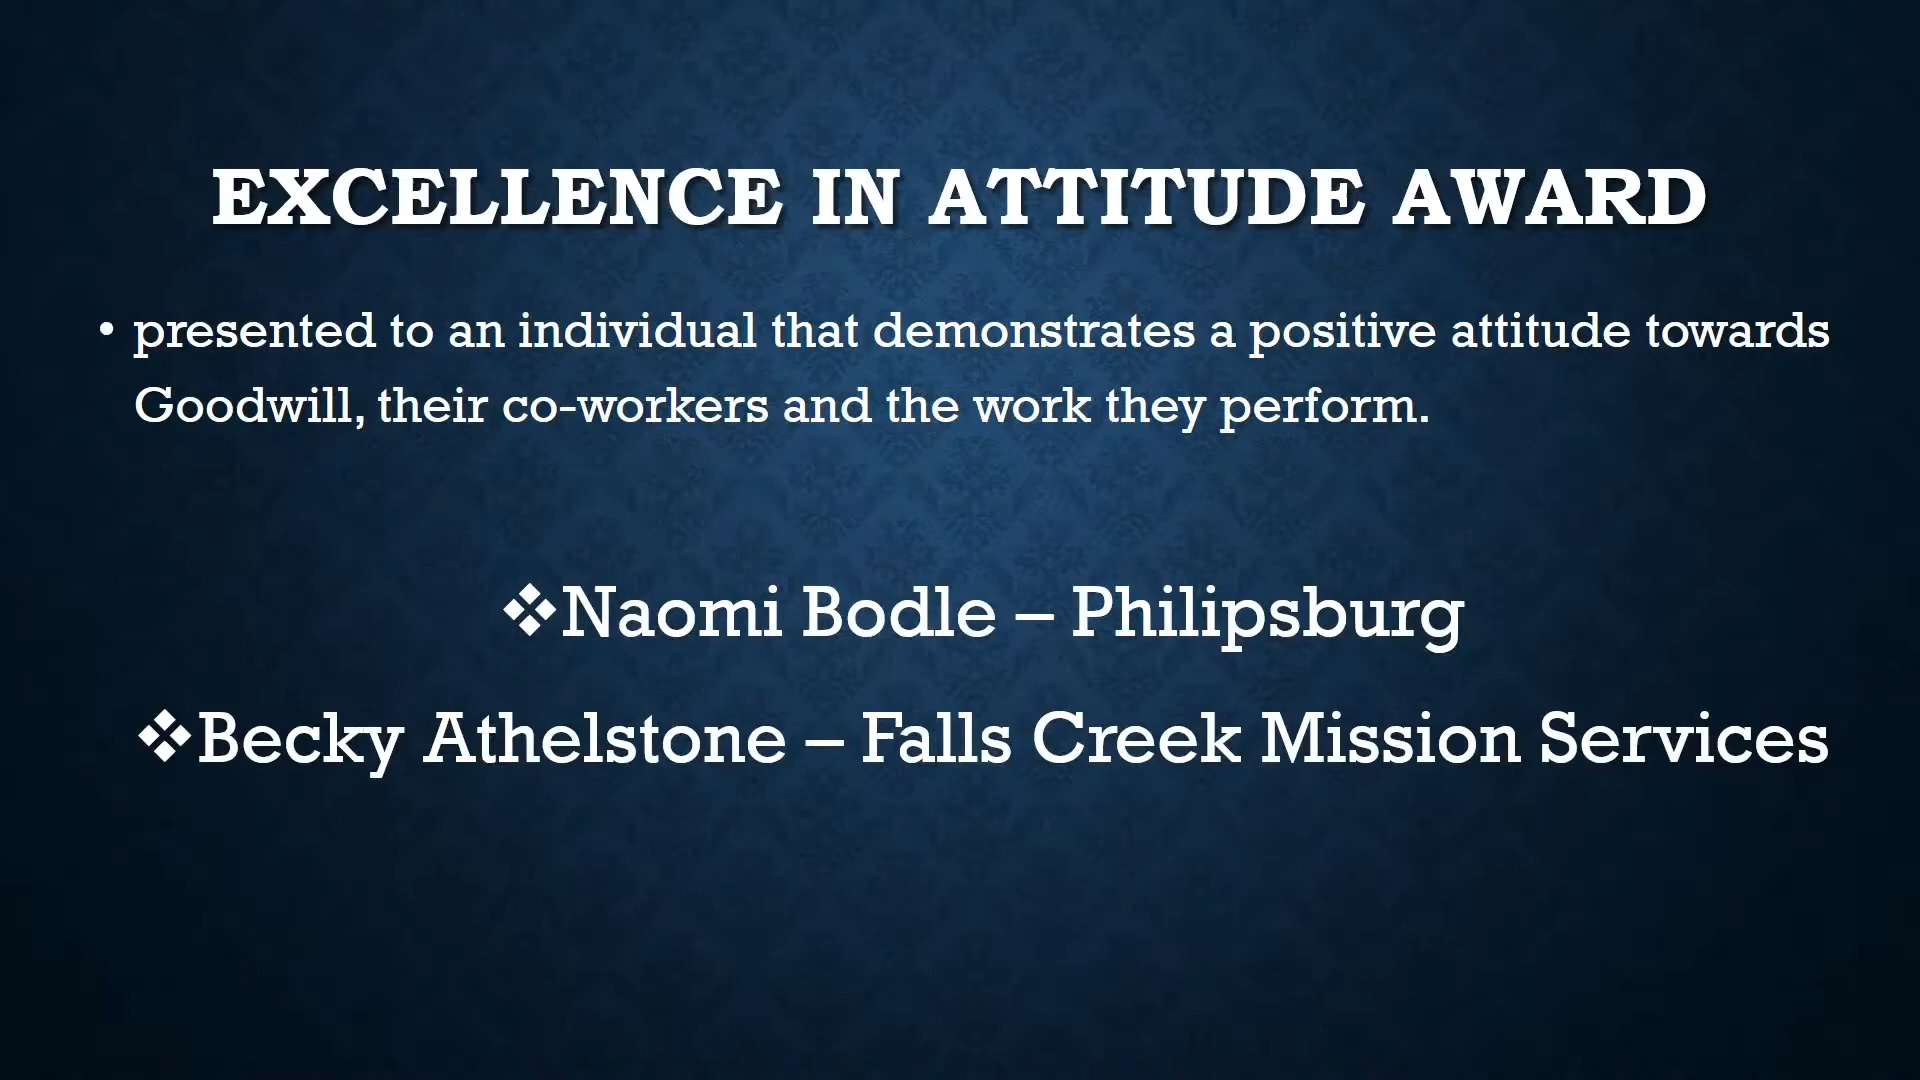 EXCELLENCE IN ATTITUDE AWARD
• presented to an individual that demonstrates a positive attitude towards
Goodwill, their co-workers and the work they perform.
❖Naomi Bodle – Philipsburg
❖Becky Athelstone – Falls Creek Mission Services